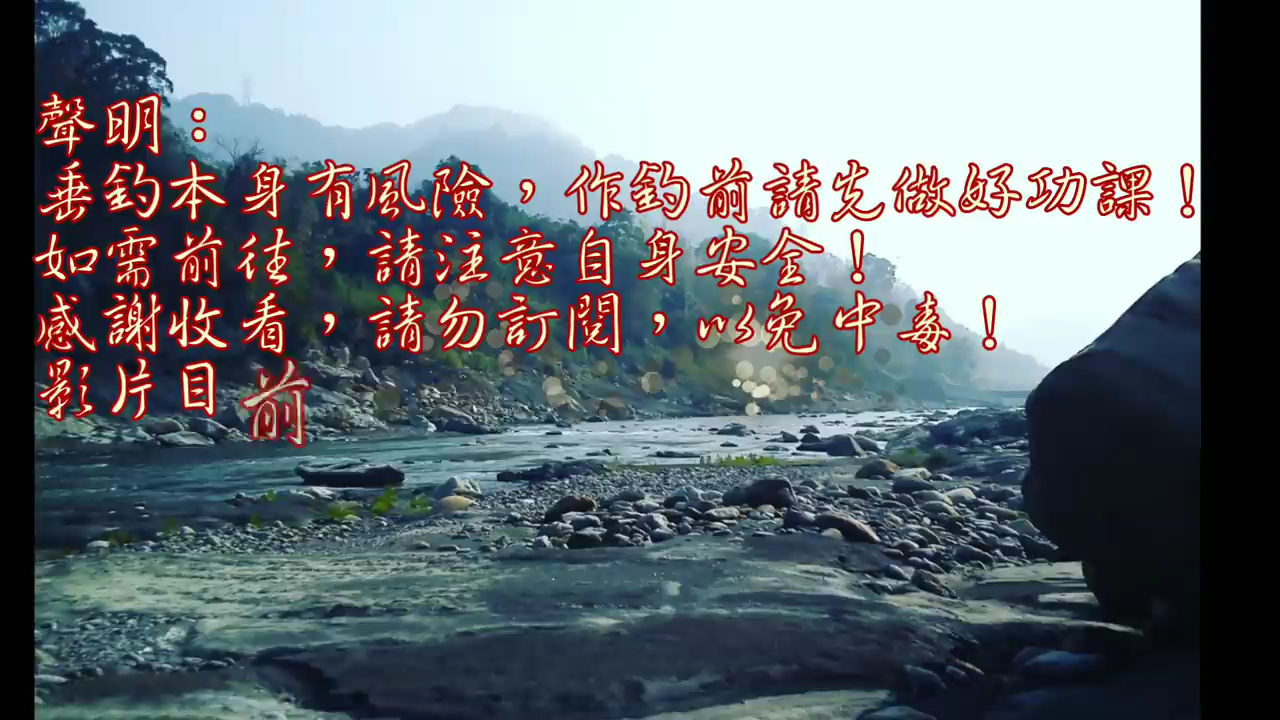 聲明：
垂釣本身有風險，作釣前請先做好功課！
如需前往，請注意自身安全！
感謝收看，請勿訂閱，以免中毒！
影片目前